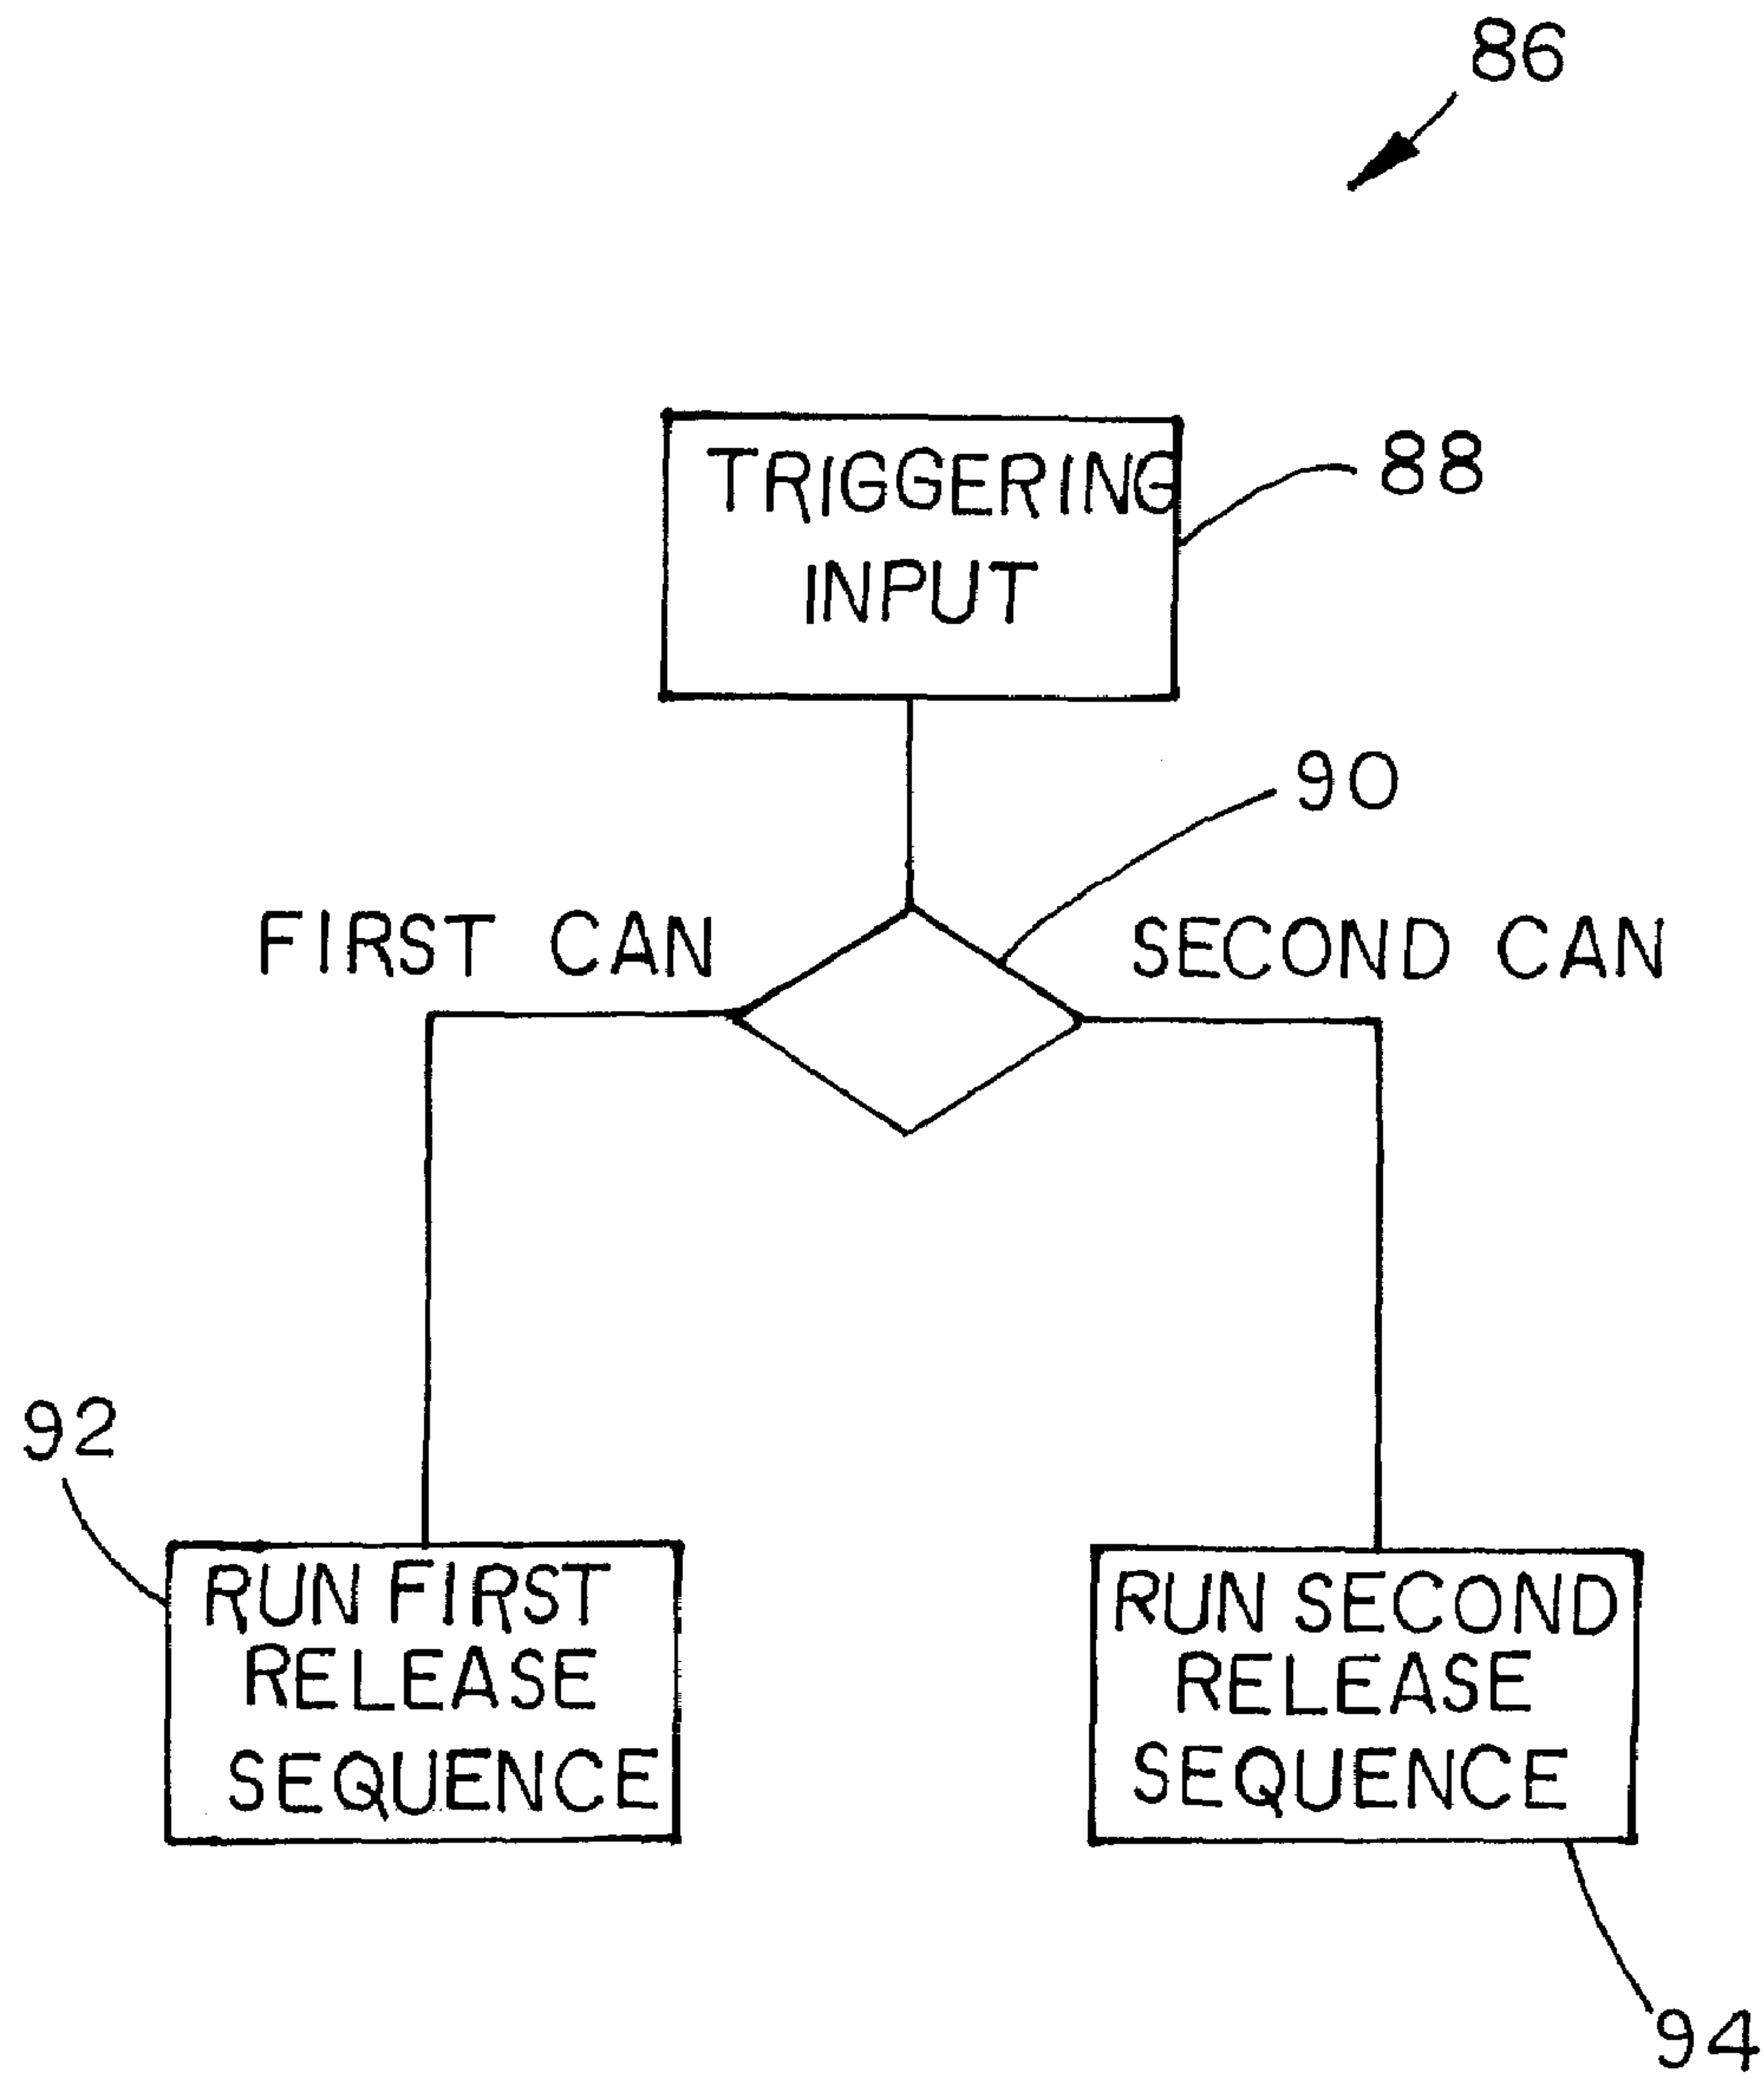 86
TRIGGERING
INPUT
88
90
FIRST CAN
SECOND CAN
92
RUN FIRST
RELEASE
SEQUENCE
RUN SECOND
RELEASE
SEQUENCE
94